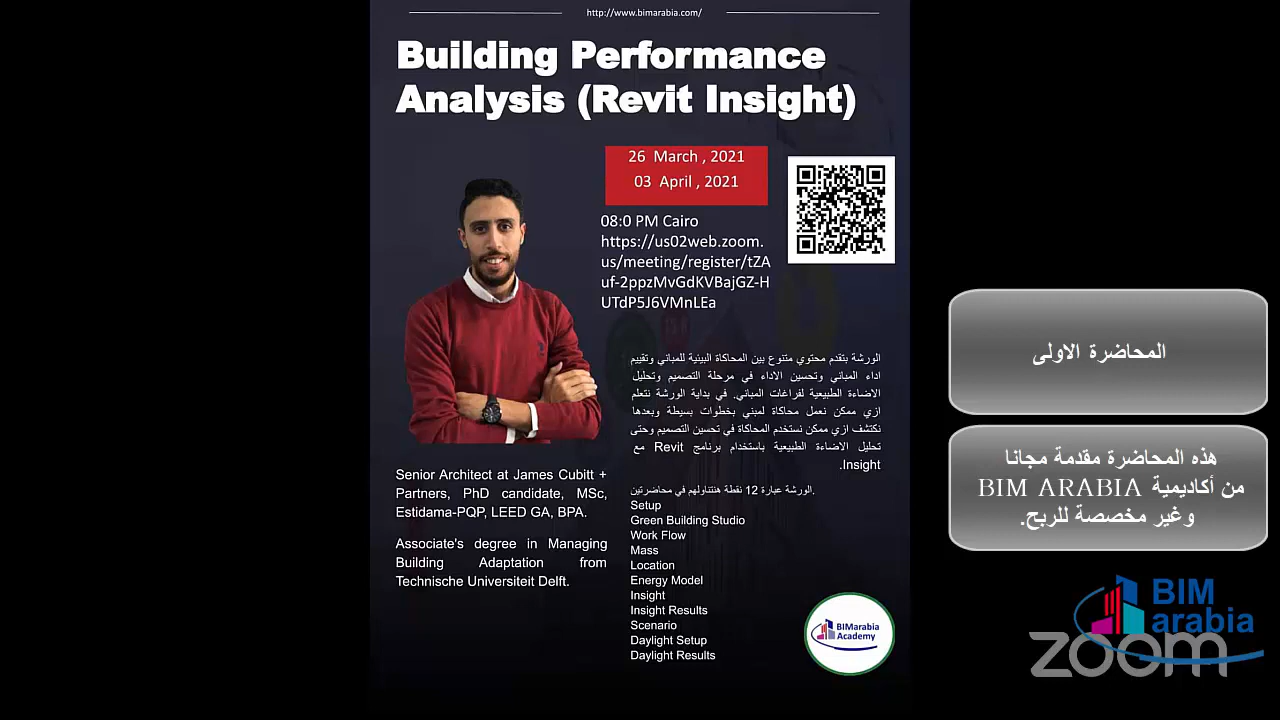 http://www.bimarabia.com/
Building Performance
Analysis (Revit Insight)
26 March , 2021
03 April , 2021
08:0 PM Cairo
https://us02web.zoom.
us/meeting/register/tZA
uf-2ppzMvGdKVBajGZ-H
UTdP5J6VMnLEa
الورشة بتقدم محتوي متنوع بين المحاكاة البيئية للمباني وتقييم
اداء المباني وتحسين الاداء في مرحلة التصميم وتحليل
الاضاءة الطبيعية لفراغات المباني. في بداية الورشة نتعلم
ازي ممكن نعمل محاكاة لمبني بخطوات بسيطة وبعدها
نكتشف ازي ممكن نستخدم المحاكاة في تحسين التصميم وحتى
تحليل الاضاءة الطبيعية باستخدام برنامج Revit مع
Insight.
الورشة عبارة 12 نقطة هنتناولهم في محاضرتين.
Setup
Green Building Studio
Work Flow
Mass
Location
Energy Model
Insight
Insight Results
Scenario
Daylight Setup
Daylight Results
Senior Architect at James Cubitt +
Partners, PhD candidate, MSc,
Estidama-PQP, LEED GA, BPA.
Associate's degree in Managing
Building Adaptation from
Technische Universiteit Delft.
BIMarabia
Academy
المحاضرة الاولى
هذه المحاضرة مقدمة مجانا
من أكاديمية BIM ARABIA
وغير مخصصة للربح.
BIM
arabia
zoom